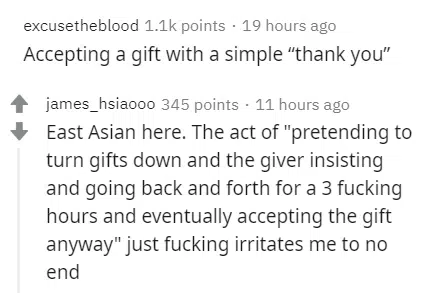 excusetheblood 1.1k points · 19 hours ago
Accepting a gift with a simple “thank you”
james_hsiaooo 345 points · 11 hours ago
East Asian here. The act of "pretending to
turn gifts down and the giver insisting
and going back and forth for a 3 fucking
hours and eventually accepting the gift
anyway" just fucking irritates me to no
end